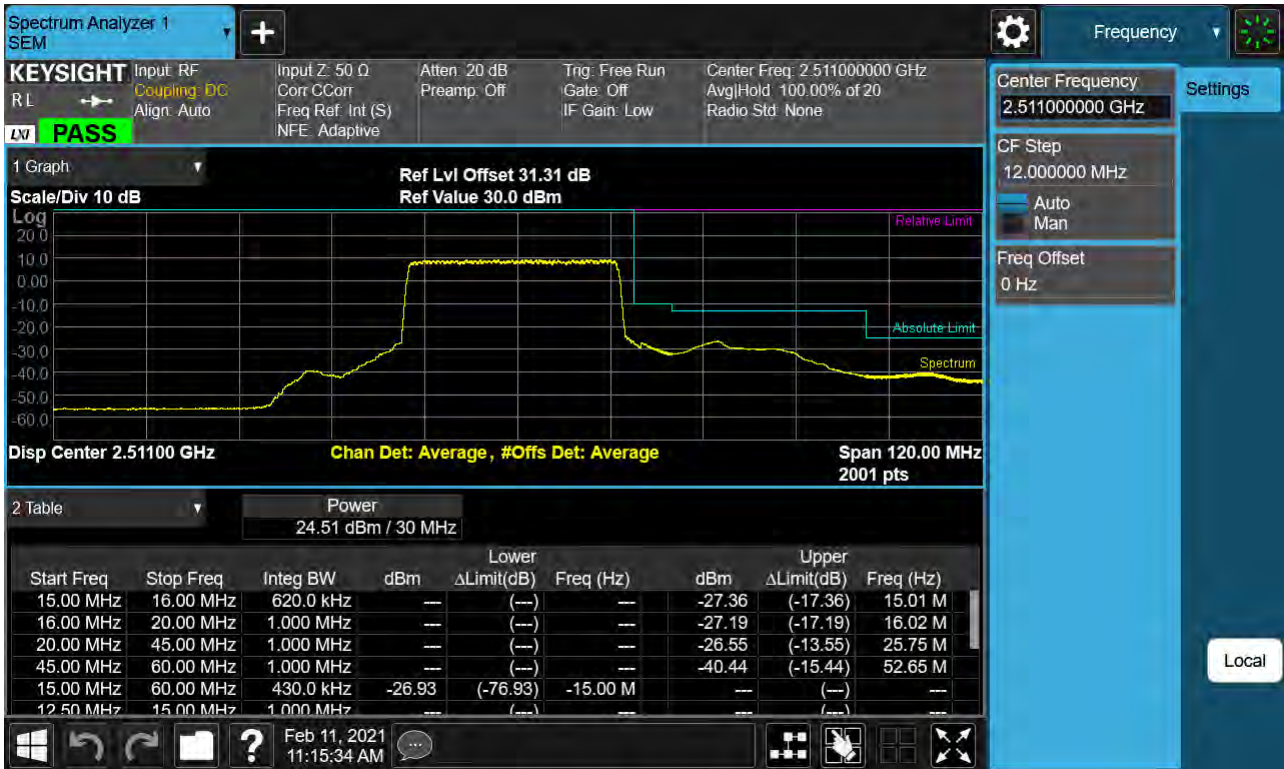 Spectrum Analyzer 1
SEM
Frequency
KEYSIGHT
R L
LXI PASS
Input: RF
Coupling: DC
Align: Auto
Input Z: 50 Ω
Corr CCorr
Freq Ref: Int (S)
NFE: Adaptive
Atten: 20 dB
Preamp: Off
Trig: Free Run
Gate: Off
IF Gain: Low
Center Freq: 2.511000000 GHz
Avg|Hold: 100.00% of 20
Radio Std: None
Center Frequency
2.511000000 GHz
Settings
CF Step
12.000000 MHz
Auto
Man
Freq Offset
0 Hz
Local
1 Graph
Scale/Div 10 dB
Ref Lvl Offset 31.31 dB
Ref Value 30.0 dBm
Log
20.0
10.0
0.00
-10.0
-20.0
-30.0
-40.0
-50.0
-60.0
Relative Limit
Absolute Limit
Spectrum
Disp Center 2.51100 GHz
Chan Det: Average, #Offs Det: Average
Span 120.00 MHz
2001 pts
2 Table
Power
24.51 dBm / 30 MHz
Lower Upper
Start Freq Stop Freq Integ BW dBm ΔLimit(dB) Freq (Hz) dBm ΔLimit(dB) Freq (Hz)
15.00 MHz 16.00 MHz 620.0 kHz --- (---) --- -27.36 (-17.36) 15.01 M
16.00 MHz 20.00 MHz 1.000 MHz --- (---) --- -27.19 (-17.19) 16.02 M
20.00 MHz 45.00 MHz 1.000 MHz --- (---) --- -26.55 (-13.55) 25.75 M
45.00 MHz 60.00 MHz 1.000 MHz --- (---) --- -40.44 (-15.44) 52.65 M
15.00 MHz 60.00 MHz 430.0 kHz -26.93 (-76.93) -15.00 M --- (---) ---
12.50 MHz 15.00 MHz 1.000 MHz --- (---) --- --- (---) ---
Feb 11, 2021
11:15:34 AM